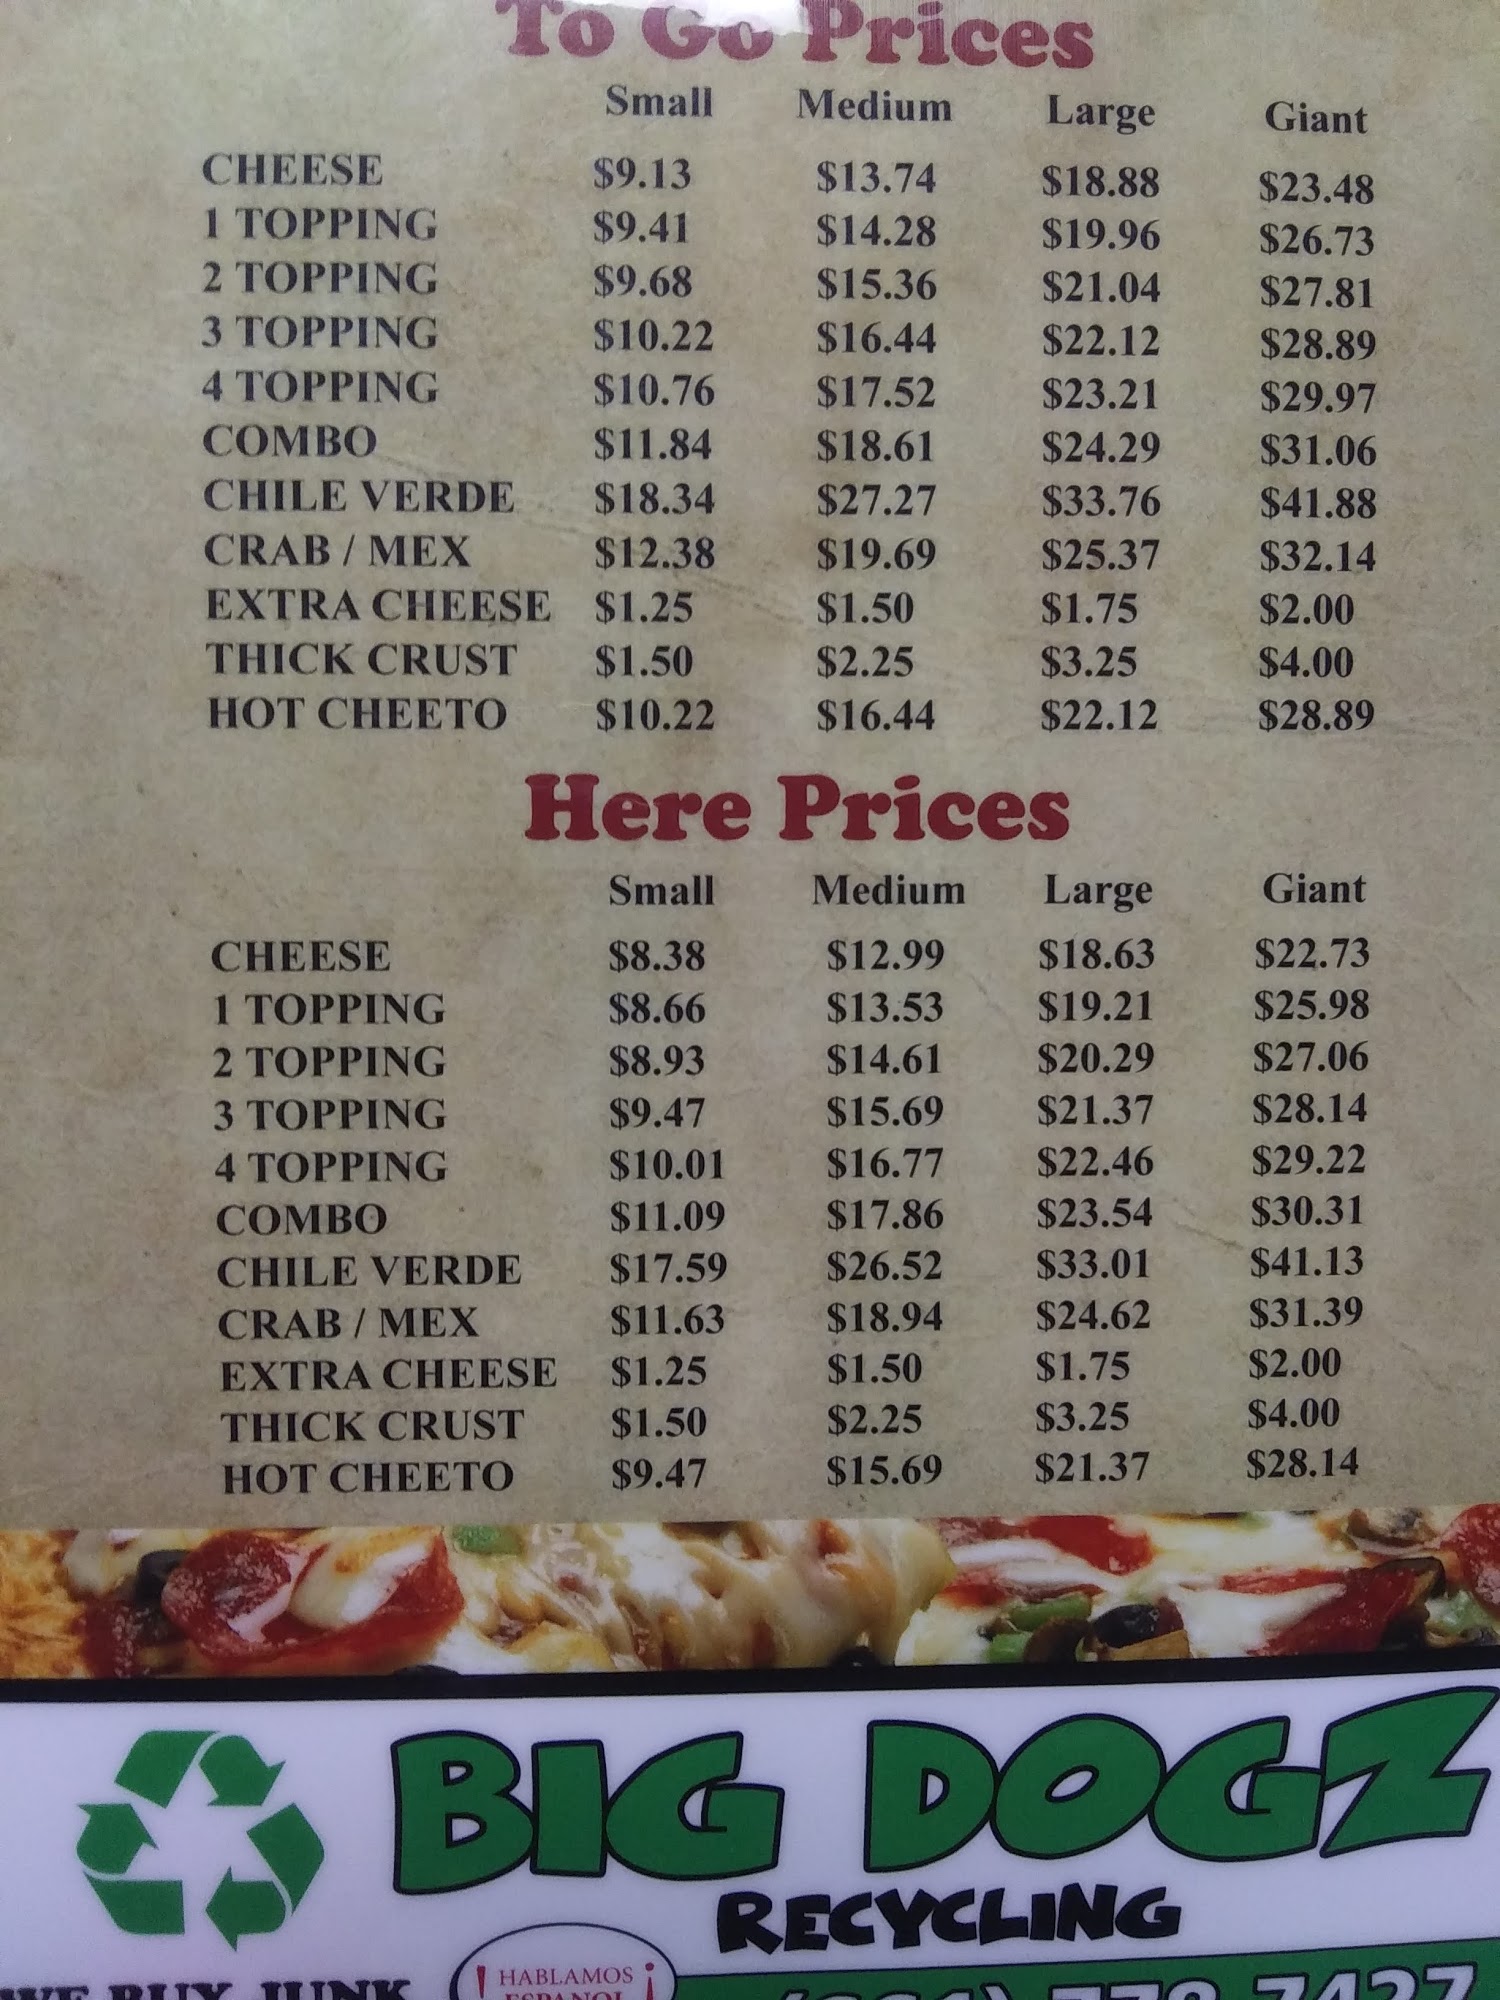 To Go Prices
Small Medium Large Giant
CHEESE $9.13 $13.74 $18.88 $23.48
1 TOPPING $9.41 $14.28 $19.96 $26.73
2 TOPPING $9.68 $15.36 $21.04 $27.81
3 TOPPING $10.22 $16.44 $22.12 $28.89
4 TOPPING $10.76 $17.52 $23.21 $29.97
COMBO $11.84 $18.61 $24.29 $31.06
CHILE VERDE $18.34 $27.27 $33.76 $41.88
CRAB / MEX $12.38 $19.69 $25.37 $32.14
EXTRA CHEESE $1.25 $1.50 $1.75 $2.00
THICK CRUST $1.50 $2.25 $3.25 $4.00
HOT CHEETO $10.22 $16.44 $22.12 $28.89
Here Prices
Small Medium Large Giant
CHEESE $8.38 $12.99 $18.63 $22.73
1 TOPPING $8.66 $13.53 $19.21 $25.98
2 TOPPING $8.93 $14.61 $20.29 $27.06
3 TOPPING $9.47 $15.69 $21.37 $28.14
4 TOPPING $10.01 $16.77 $22.46 $29.22
COMBO $11.09 $17.86 $23.54 $30.31
CHILE VERDE $17.59 $26.52 $33.01 $41.13
CRAB / MEX $11.63 $18.94 $24.62 $31.39
EXTRA CHEESE $1.25 $1.50 $1.75 $2.00
THICK CRUST $1.50 $2.25 $3.25 $4.00
HOT CHEETO $9.47 $15.69 $21.37 $28.14
BIG DOGZ
RECYCLING
WE BUY JUNK
! HABLAMOS ¡
ESPANOL